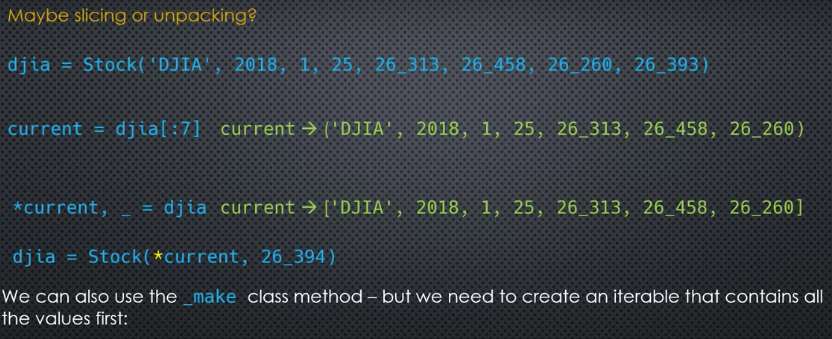 Maybe slicing or unpacking?
djia = Stock('DJIA', 2018, 1, 25, 26_313, 26_458, 26_260, 26_393)
current = djia[:7] current → ('DJIA', 2018, 1, 25, 26_313, 26_458, 26_260)
*current, _ = djia current → ['DJIA', 2018, 1, 25, 26_313, 26_458, 26_260]
djia = Stock(*current, 26_394)
We can also use the _make class method – but we need to create an iterable that contains all
the values first: